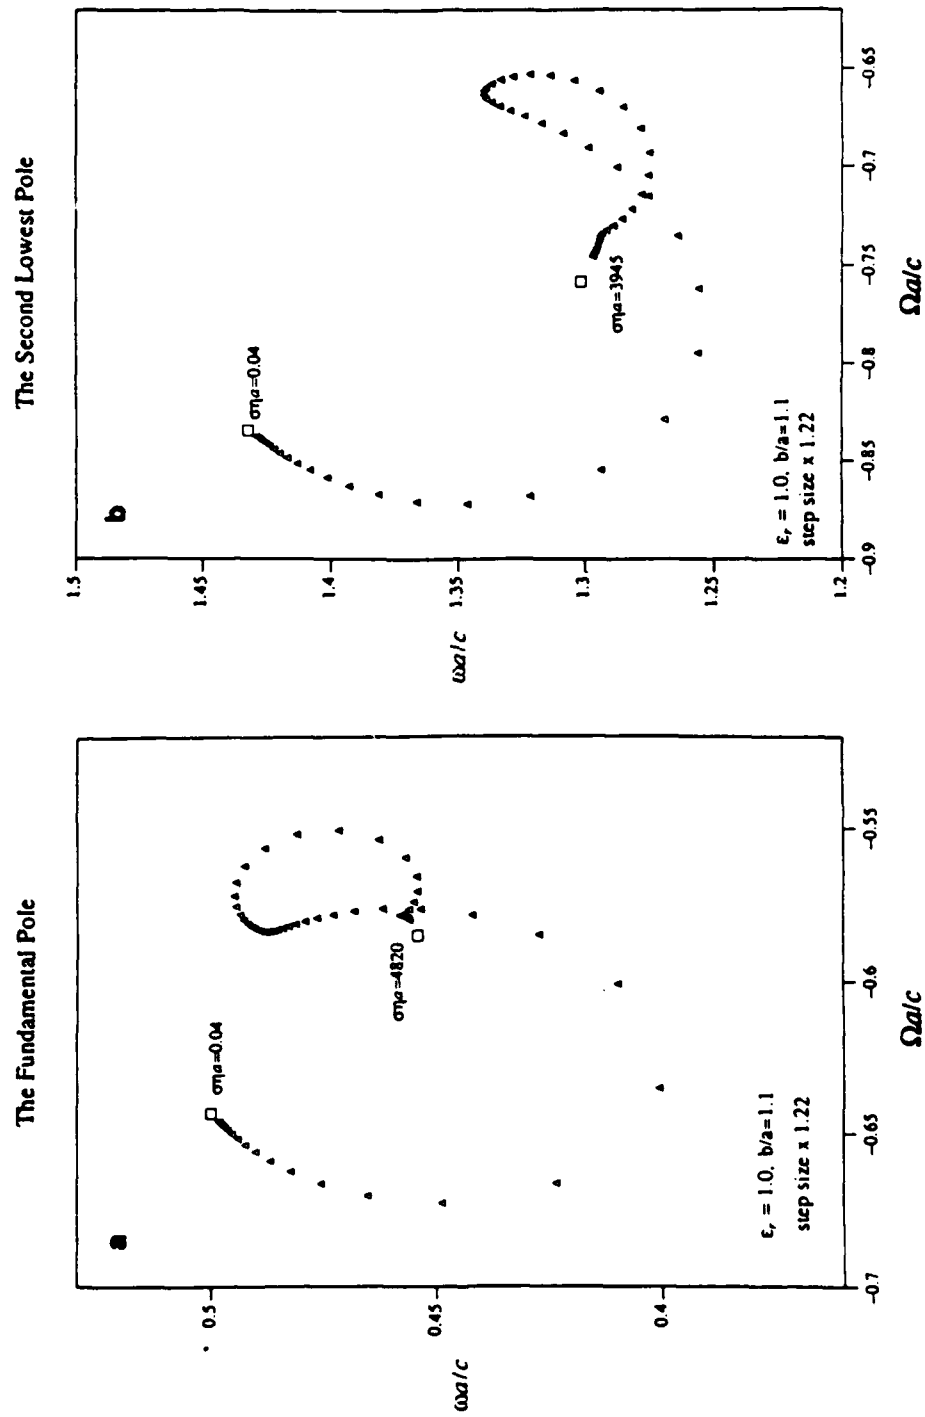 The Fundamental Pole
a
0.5
0.45
0.4
ωa/c
σηa=0.04
σηa=4820
εr = 1.0, b/a=1.1
step size x 1.22
-0.7
-0.65
-0.6
-0.55
Ωa/c
The Second Lowest Pole
b
1.5
1.45
1.4
1.35
1.3
1.25
1.2
ωa/c
σηa=0.04
σηa=3945
εr = 1.0, b/a=1.1
step size x 1.22
-0.9
-0.85
-0.8
-0.75
-0.7
-0.65
Ωa/c